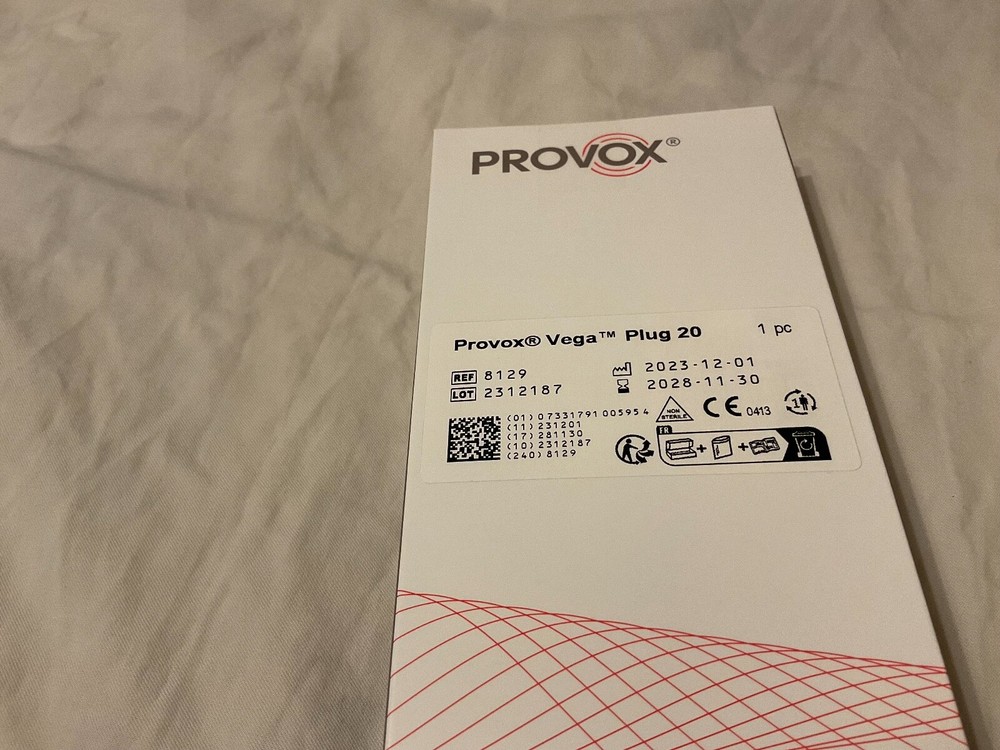 PROVOX®
Provox® Vega™ Plug 20 1 pc
REF 8129
LOT 2312187
2023-12-01
2028-11-30
(01)07331791005954
(11)231201
(17)281130
(10)2312187
(240)8129
NON STERILE
CE 0413
1
FR